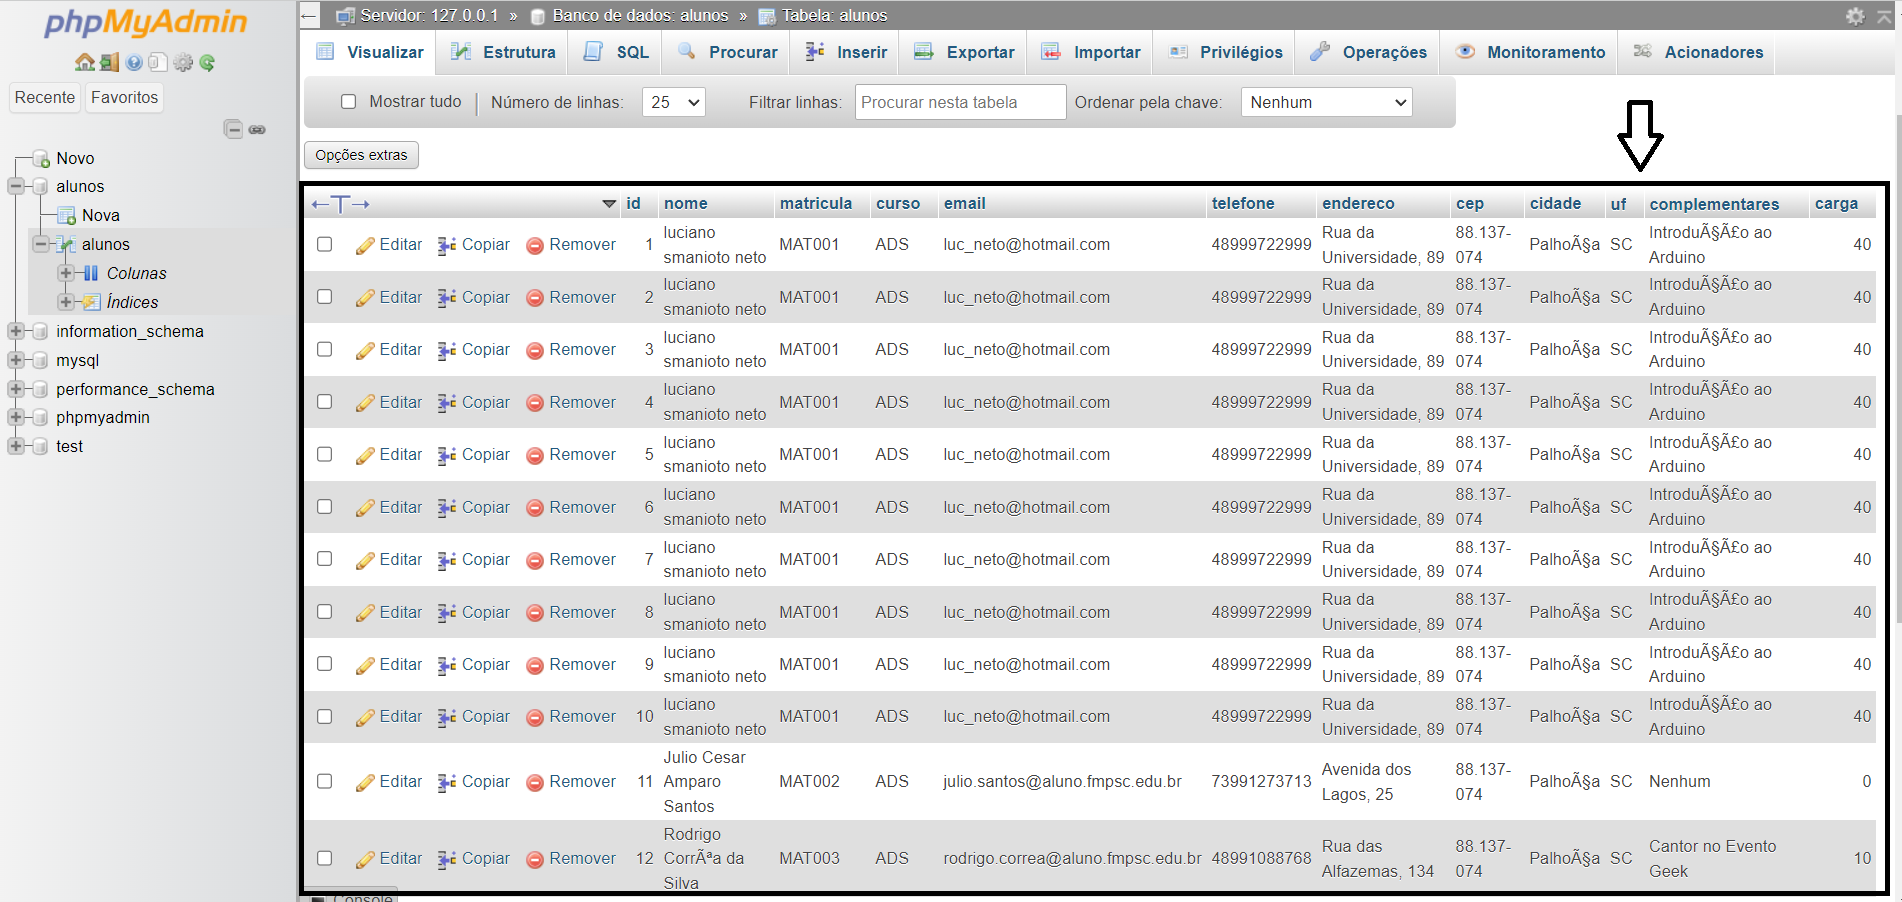 phpMyAdmin
Recente Favoritos
Novo
alunos
Nova
alunos
Colunas
Índices
information_schema
mysql
performance_schema
phpmyadmin
test
Servidor: 127.0.0.1 » Banco de dados: alunos » Tabela: alunos
Visualizar Estrutura SQL Procurar Inserir Exportar Importar Privilégios Operações Monitoramento Acionadores
Mostrar tudo Número de linhas: 25 Filtrar linhas: Procurar nesta tabela Ordenar pela chave: Nenhum
Opções extras
←T→ id nome matricula curso email telefone endereco cep cidade uf complementares carga
luciano Rua da 88.137- IntroduÃ§Ã£o ao
Editar Copiar Remover 1 MAT001 ADS luc_neto@hotmail.com 48999722999 PalhoÃ§a SC 40
smanioto neto Universidade, 89 074 Arduino
luciano Rua da 88.137- IntroduÃ§Ã£o ao
Editar Copiar Remover 2 MAT001 ADS luc_neto@hotmail.com 48999722999 PalhoÃ§a SC 40
smanioto neto Universidade, 89 074 Arduino
luciano Rua da 88.137- IntroduÃ§Ã£o ao
Editar Copiar Remover 3 MAT001 ADS luc_neto@hotmail.com 48999722999 PalhoÃ§a SC 40
smanioto neto Universidade, 89 074 Arduino
luciano Rua da 88.137- IntroduÃ§Ã£o ao
Editar Copiar Remover 4 MAT001 ADS luc_neto@hotmail.com 48999722999 PalhoÃ§a SC 40
smanioto neto Universidade, 89 074 Arduino
luciano Rua da 88.137- IntroduÃ§Ã£o ao
Editar Copiar Remover 5 MAT001 ADS luc_neto@hotmail.com 48999722999 PalhoÃ§a SC 40
smanioto neto Universidade, 89 074 Arduino
luciano Rua da 88.137- IntroduÃ§Ã£o ao
Editar Copiar Remover 6 MAT001 ADS luc_neto@hotmail.com 48999722999 PalhoÃ§a SC 40
smanioto neto Universidade, 89 074 Arduino
luciano Rua da 88.137- IntroduÃ§Ã£o ao
Editar Copiar Remover 7 MAT001 ADS luc_neto@hotmail.com 48999722999 PalhoÃ§a SC 40
smanioto neto Universidade, 89 074 Arduino
luciano Rua da 88.137- IntroduÃ§Ã£o ao
Editar Copiar Remover 8 MAT001 ADS luc_neto@hotmail.com 48999722999 PalhoÃ§a SC 40
smanioto neto Universidade, 89 074 Arduino
luciano Rua da 88.137- IntroduÃ§Ã£o ao
Editar Copiar Remover 9 MAT001 ADS luc_neto@hotmail.com 48999722999 PalhoÃ§a SC 40
smanioto neto Universidade, 89 074 Arduino
luciano Rua da 88.137- IntroduÃ§Ã£o ao
Editar Copiar Remover 10 MAT001 ADS luc_neto@hotmail.com 48999722999 PalhoÃ§a SC 40
smanioto neto Universidade, 89 074 Arduino
Julio Cesar Avenida dos 88.137-
Editar Copiar Remover 11 Amparo MAT002 ADS julio.santos@aluno.fmpsc.edu.br 73991273713 PalhoÃ§a SC Nenhum 0
Santos Lagos, 25 074
Rodrigo Rua das 88.137- Cantor no Evento
Editar Copiar Remover 12 CorrÃªa da MAT003 ADS rodrigo.correa@aluno.fmpsc.edu.br 48991088768 PalhoÃ§a SC 10
Silva Alfazemas, 134 074 Geek
Console